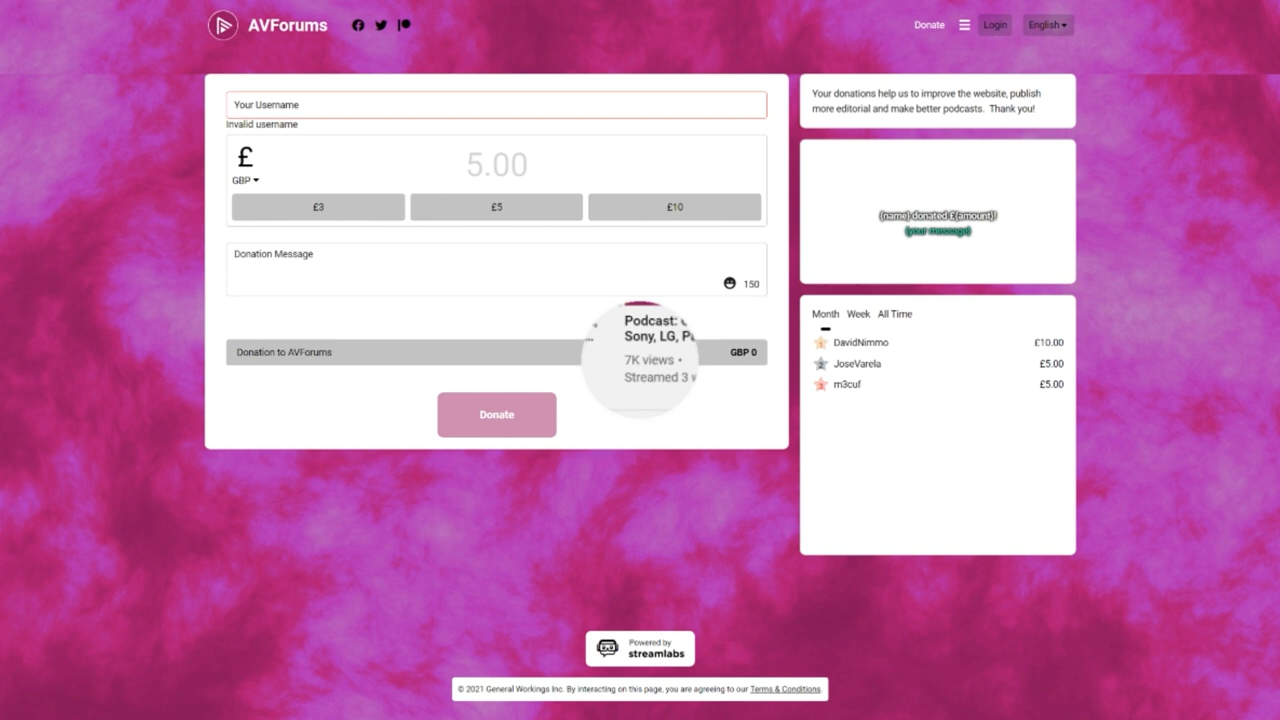 AVForums
Donate
Login
English
Your Username
Invalid username
£
GBP
5.00
£3
£5
£10
Donation Message
150
Donation to AVForums
GBP 0
Donate
Podcast:
Sony, LG,
7K views •
Streamed 3
Your donations help us to improve the website, publish
more editorial and make better podcasts. Thank you!
{name} donated £{amount}!
{your message}
Month Week All Time
1 DavidNimmo £10.00
2 JoseVarela £5.00
3 m3cuf £5.00
Powered by
streamlabs
© 2021 General Workings Inc. By interacting on this page, you are agreeing to our Terms & Conditions.